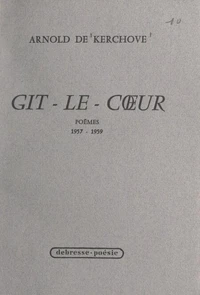 ARNOLD DE KERCHOVE
GIT - LE - CŒUR
POÈMES
1957 - 1959
debresse-poésie